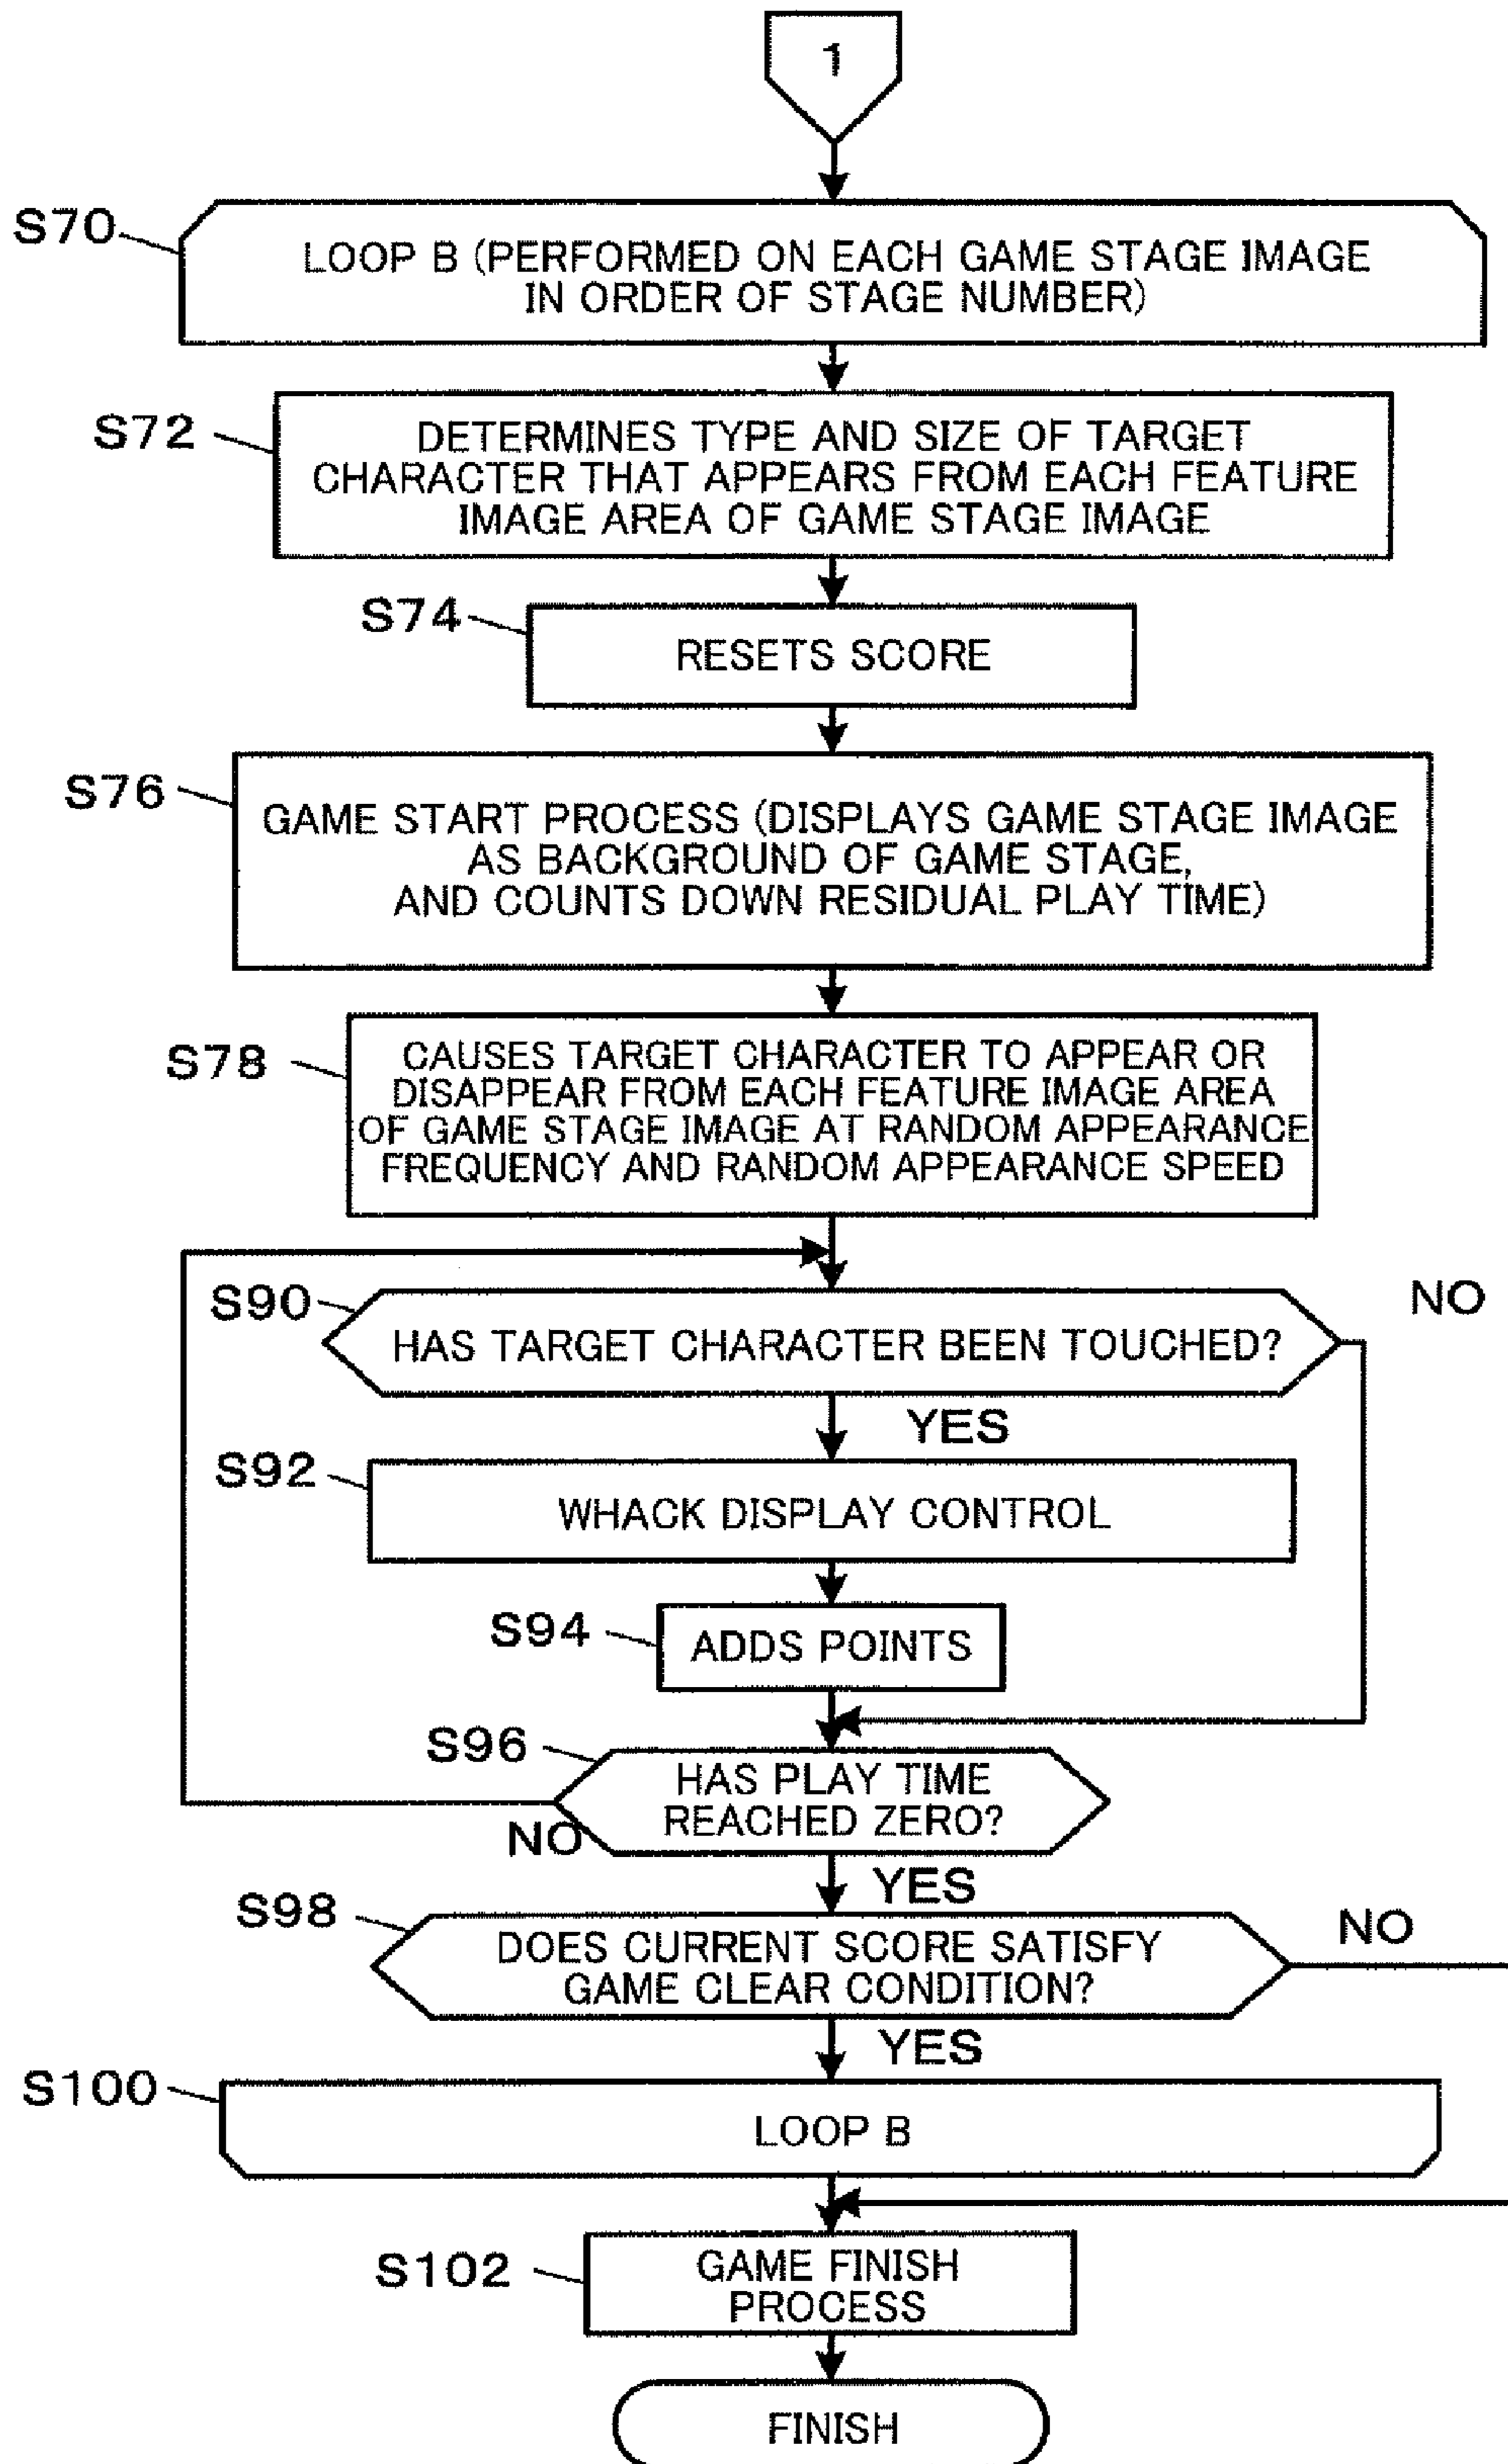 1
S70
LOOP B (PERFORMED ON EACH GAME STAGE IMAGE
IN ORDER OF STAGE NUMBER)
S72
DETERMINES TYPE AND SIZE OF TARGET
CHARACTER THAT APPEARS FROM EACH FEATURE
IMAGE AREA OF GAME STAGE IMAGE
S74
RESETS SCORE
S76
GAME START PROCESS (DISPLAYS GAME STAGE IMAGE
AS BACKGROUND OF GAME STAGE,
AND COUNTS DOWN RESIDUAL PLAY TIME)
S78
CAUSES TARGET CHARACTER TO APPEAR OR
DISAPPEAR FROM EACH FEATURE IMAGE AREA
OF GAME STAGE IMAGE AT RANDOM APPEARANCE
FREQUENCY AND RANDOM APPEARANCE SPEED
S90
NO
HAS TARGET CHARACTER BEEN TOUCHED?
YES
S92
WHACK DISPLAY CONTROL
S94
ADDS POINTS
S96
HAS PLAY TIME
REACHED ZERO?
NO
YES
S98
NO
DOES CURRENT SCORE SATISFY
GAME CLEAR CONDITION?
YES
S100
LOOP B
S102
GAME FINISH
PROCESS
FINISH